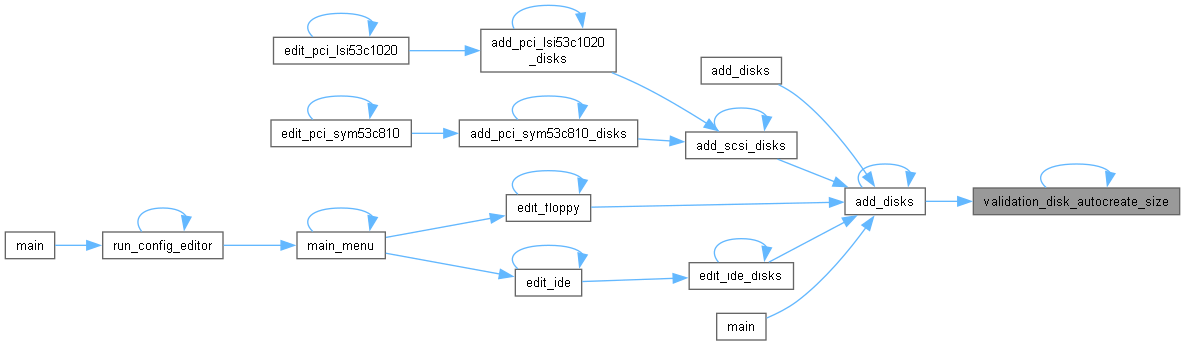 edit_pci_lsi53c1020
add_pci_lsi53c1020
_disks
add_disks
edit_pci_sym53c810
add_pci_sym53c810_disks
add_scsi_disks
edit_floppy
add_disks
validation_disk_autocreate_size
main
run_config_editor
main_menu
edit_ide
edit_ide_disks
main